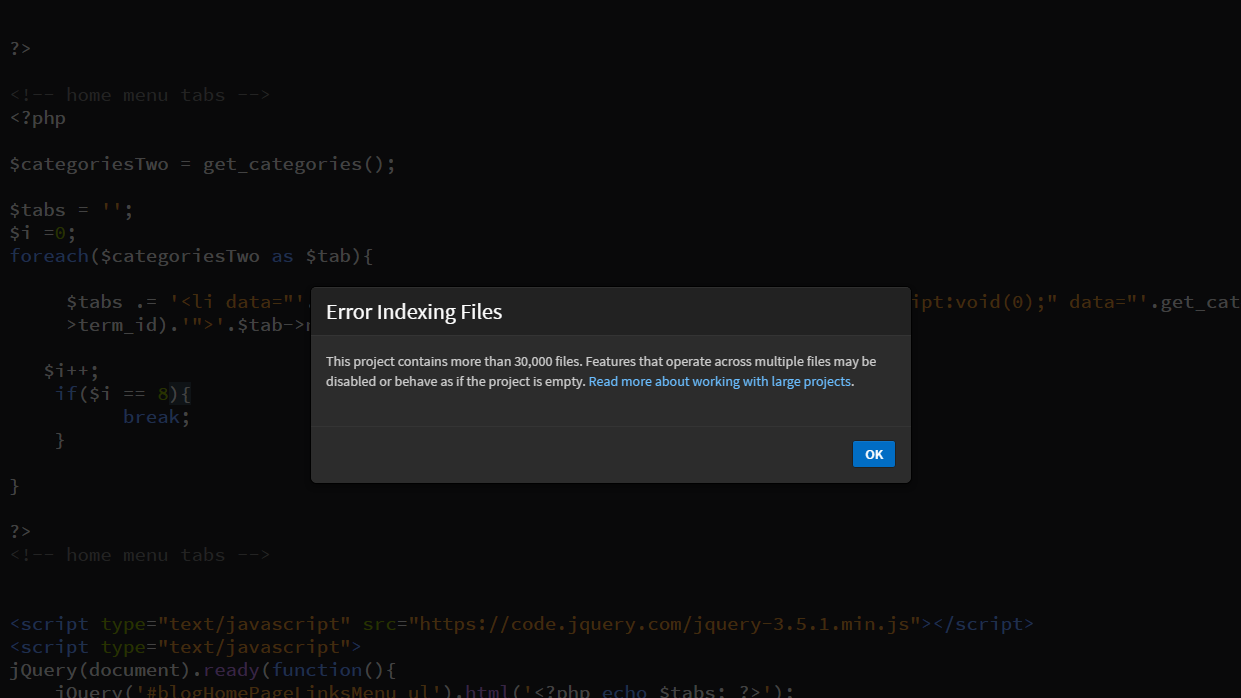 ?>
<!-- home menu tabs -->
<?php
$categoriesTwo = get_categories();
$tabs = '';
$i =0;
foreach($categoriesTwo as $tab){
$tabs .= '<li data="' ipt:void(0);" data="'.get_cat
>term_id).'">'.$tab->
Error Indexing Files
This project contains more than 30,000 files. Features that operate across multiple files may be
disabled or behave as if the project is empty. Read more about working with large projects.
$i++;
if($i == 8){
break;
}
OK
}
?>
<!-- home menu tabs -->
<script type="text/javascript" src="https://code.jquery.com/jquery-3.5.1.min.js"></script>
<script type="text/javascript">
jQuery(document).ready(function(){
jQuery('#blogHomePageLinksMenu ul').html('<?php echo $tabs; ?>');